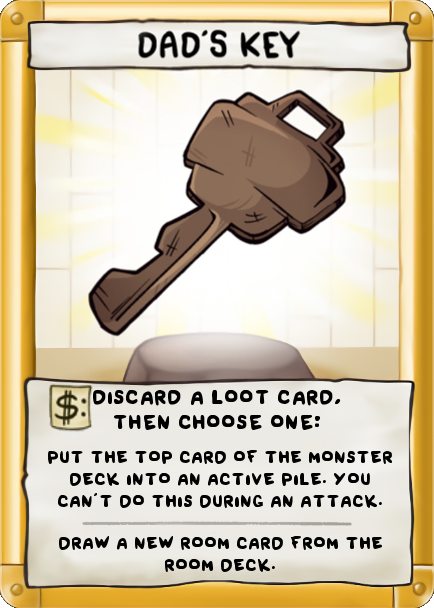 DAD'S KEY
$: DISCARD A LOOT CARD,
THEN CHOOSE ONE:
PUT THE TOP CARD OF THE MONSTER
DECK INTO AN ACTIVE PILE. YOU
CAN'T DO THIS DURING AN ATTACK.
DRAW A NEW ROOM CARD FROM THE
ROOM DECK.